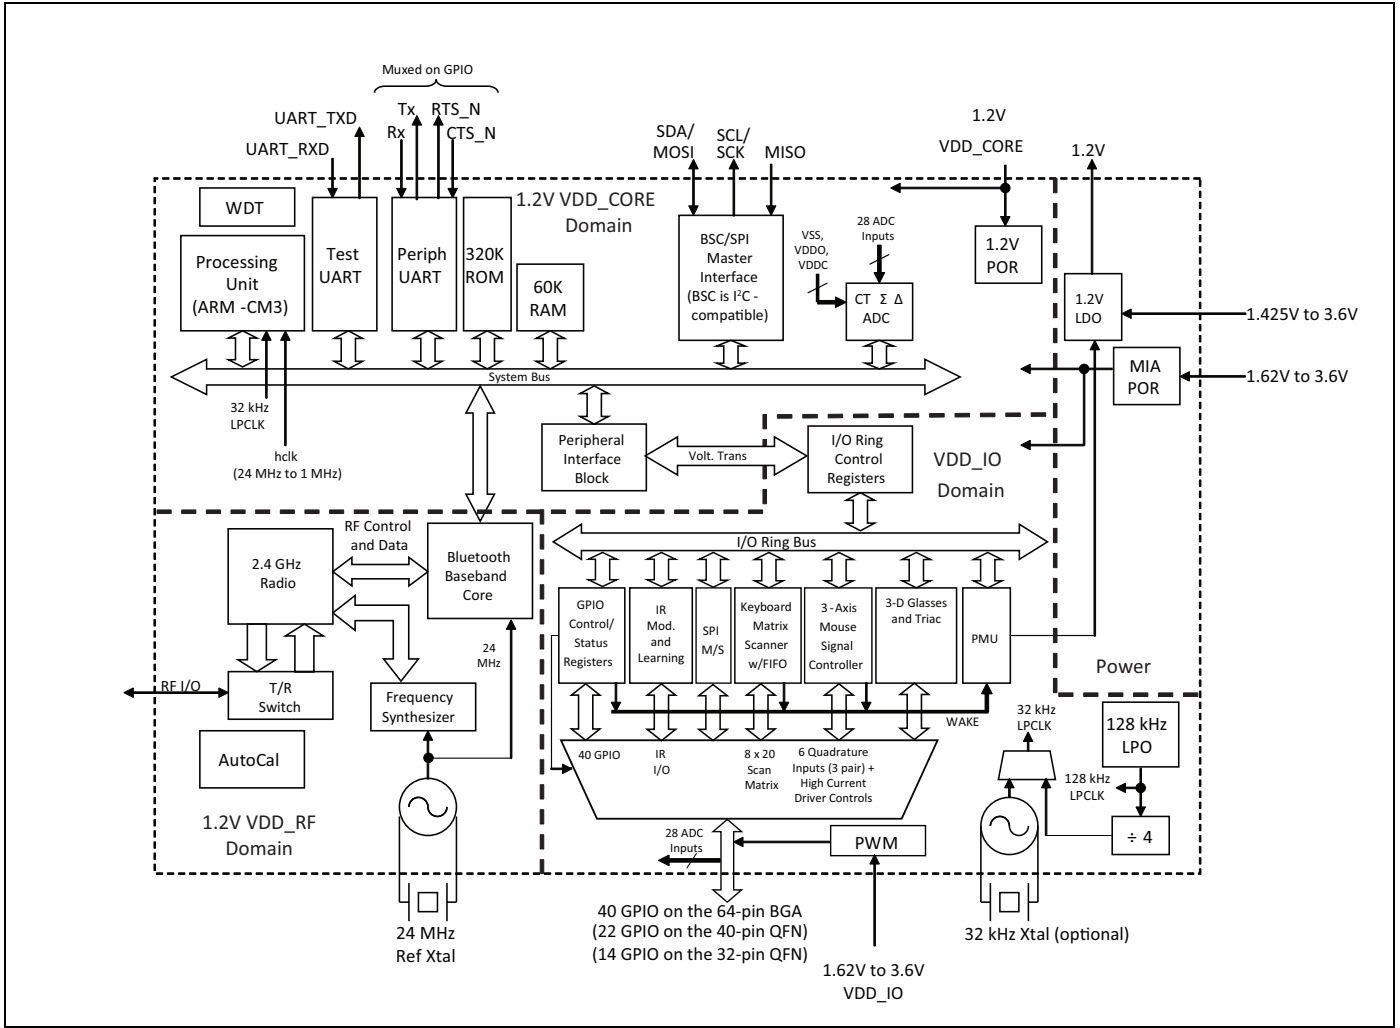 Muxed on GPIO
UART_TXD
Tx
RTS_N
Rx
CTS_N
UART_RXD
SDA/
MOSI
SCL/
SCK
MISO
1.2V
VDD_CORE
1.2V
WDT
1.2V VDD_CORE
Domain
Processing
Unit
(ARM -CM3)
Test
UART
Periph
UART
320K
ROM
60K
RAM
BSC/SPI
Master
Interface
(BSC is I²C -
compatible)
VSS,
VDDO,
VDDC
28 ADC
Inputs
CT Σ Δ
ADC
1.2V
POR
1.2V
LDO
1.425V to 3.6V
MIA
POR
1.62V to 3.6V
System Bus
32 kHz
LPCLK
hclk
(24 MHz to 1 MHz)
Peripheral
Interface
Block
Volt. Trans
I/O Ring
Control
Registers
VDD_IO
Domain
RF Control
and Data
2.4 GHz
Radio
Bluetooth
Baseband
Core
I/O Ring Bus
GPIO
Control/
Status
Registers
IR
Mod.
and
Learning
SPI
M/S
Keyboard
Matrix
Scanner
w/FIFO
3-Axis
Mouse
Signal
Controller
3-D Glasses
and Triac
PMU
24
MHz
Power
RF I/O
T/R
Switch
Frequency
Synthesizer
WAKE
32 kHz
LPCLK
128 kHz
LPO
AutoCal
40 GPIO
IR
I/O
8 x 20
Scan
Matrix
6 Quadrature
Inputs (3 pair) +
High Current
Driver Controls
128 kHz
LPCLK
÷ 4
1.2V VDD_RF
Domain
28 ADC
Inputs
PWM
24 MHz
Ref Xtal
40 GPIO on the 64-pin BGA
(22 GPIO on the 40-pin QFN)
(14 GPIO on the 32-pin QFN)
32 kHz Xtal (optional)
1.62V to 3.6V
VDD_IO